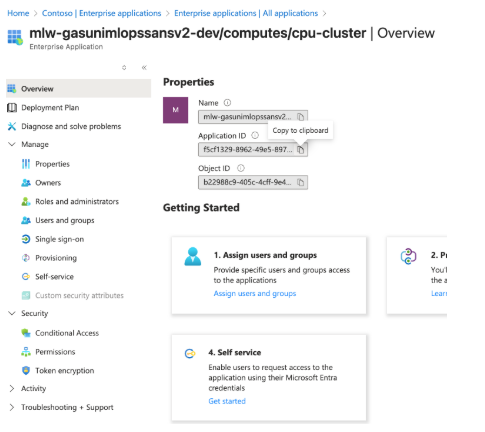 Home > Contoso | Enterprise applications > Enterprise applications | All applications >
mlw-gasunimlopssansv2-dev/computes/cpu-cluster | Overview
Enterprise Application
Overview
Deployment Plan
Diagnose and solve problems
Manage
Properties
Owners
Roles and administrators
Users and groups
Single sign-on
Provisioning
Self-service
Custom security attributes
Security
Conditional Access
Permissions
Token encryption
Activity
Troubleshooting + Support
Properties
M
Name
mlw-gasunimlopssansv2...
Copy to clipboard
Application ID
f5cf1329-8962-49e5-897...
Object ID
b22988c9-405c-4cff-9e4...
Getting Started
1. Assign users and groups
Provide specific users and groups access
to the applications
Assign users and groups
2. P
You'l
the a
Lear
4. Self service
Enable users to request access to the
application using their Microsoft Entra
credentials
Get started